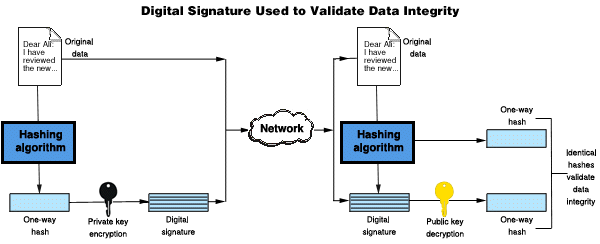 Digital Signature Used to Validate Data Integrity
Dear Ali:
I have
reviewed
the new...
Original
data
Hashing
algorithm
One-way
hash
Private key
encryption
Digital
signature
Network
Dear Ali:
I have
reviewed
the new...
Original
data
Hashing
algorithm
One-way
hash
Digital
signature
Public key
decryption
One-way
hash
Identical
hashes
validate
data
integrity